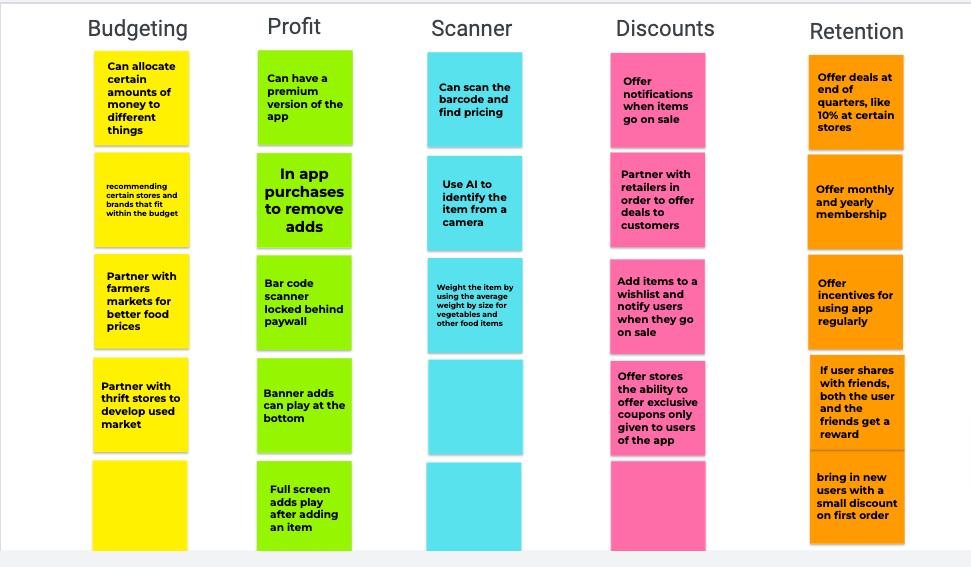 Budgeting
Profit
Scanner
Discounts
Retention
Can allocate
certain
amounts of
money to
different
things
recommending
certain stores and
brands that fit
within the budget
Partner with
farmers
markets for
better food
prices
Partner with
thrift stores to
develop used
market
Can have a
premium
version of the
app
In app
purchases
to remove
adds
Bar code
scanner
locked behind
paywall
Banner adds
can play at the
bottom
Full screen
adds play
after adding
an item
Can scan the
barcode and
find pricing
Use AI to
identify the
item from a
camera
Weight the item by
using the average
weight by size for
vegetables and
other food items
Offer
notifications
when items
go on sale
Partner with
retailers in
order to offer
deals to
customers
Add items to a
wishlist and
notify users
when they go
on sale
Offer stores
the ability to
offer exclusive
coupons only
given to users
of the app
Offer deals at
end of
quarters, like
10% at certain
stores
Offer monthly
and yearly
membership
Offer
incentives for
using app
regularly
If user shares
with friends,
both the user
and the
friends get a
reward
bring in new
users with a
small discount
on first order